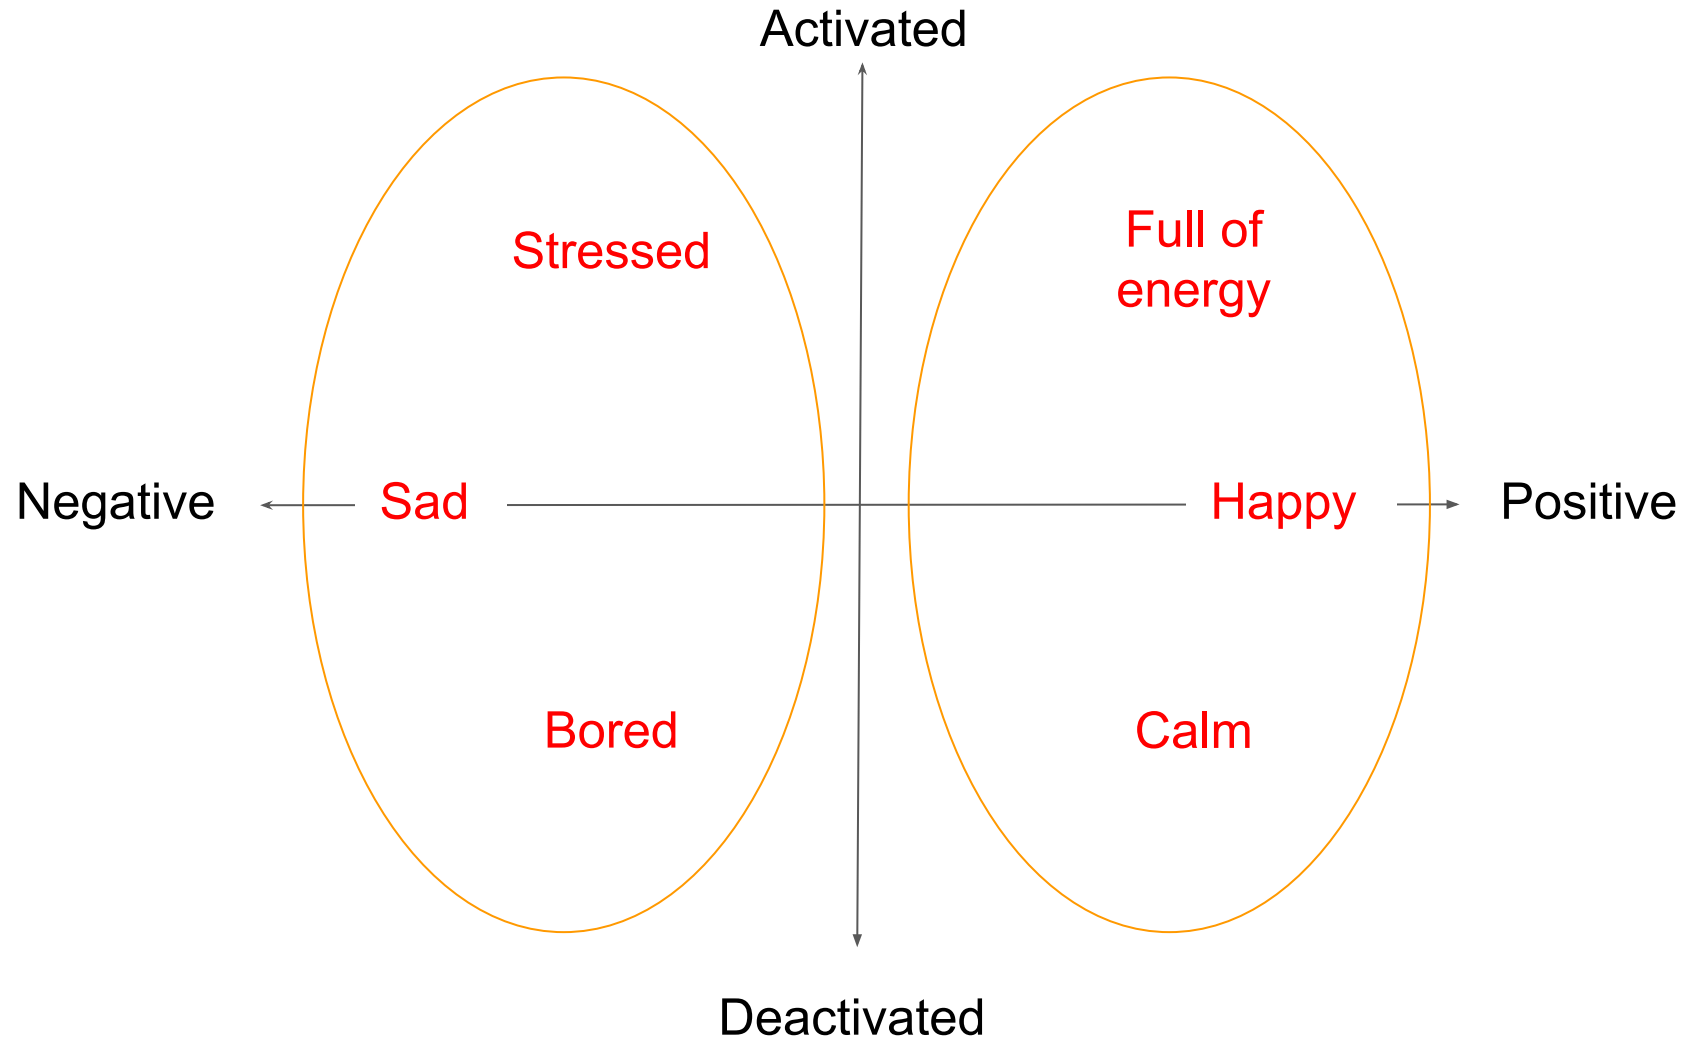 Activated
Stressed
Full of
energy
Negative
Sad
Happy
Positive
Bored
Calm
Deactivated